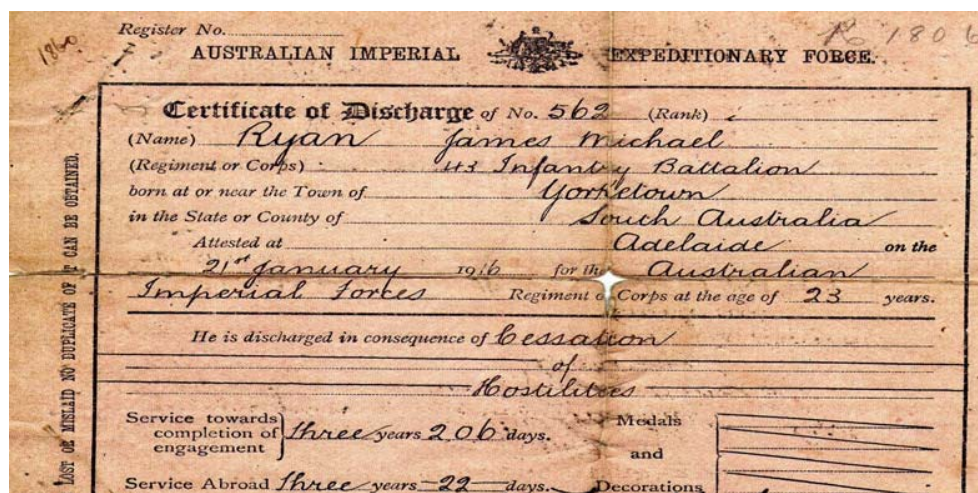 Register No.
1860
No 1806
AUSTRALIAN IMPERIAL EXPEDITIONARY FORCE.
Certificate of Discharge of No. 562 (Rank)
(Name) Ryan James Michael
(Regiment or Corps) 43 Infantry Battalion
born at or near the Town of Yorketown
in the State or County of South Australia
Attested at Adelaide on the
21st January 1916 for the Australian
Imperial Forces Regiment or Corps at the age of 23 years.
He is discharged in consequence of Cessation
of
Hostilities
Service towards completion of engagement } Three years 206 days.
Medals
and
Decorations
Service Abroad Three years 22 days.
LOST OR MISLAID NO DUPLICATE OF IT CAN BE OBTAINED.